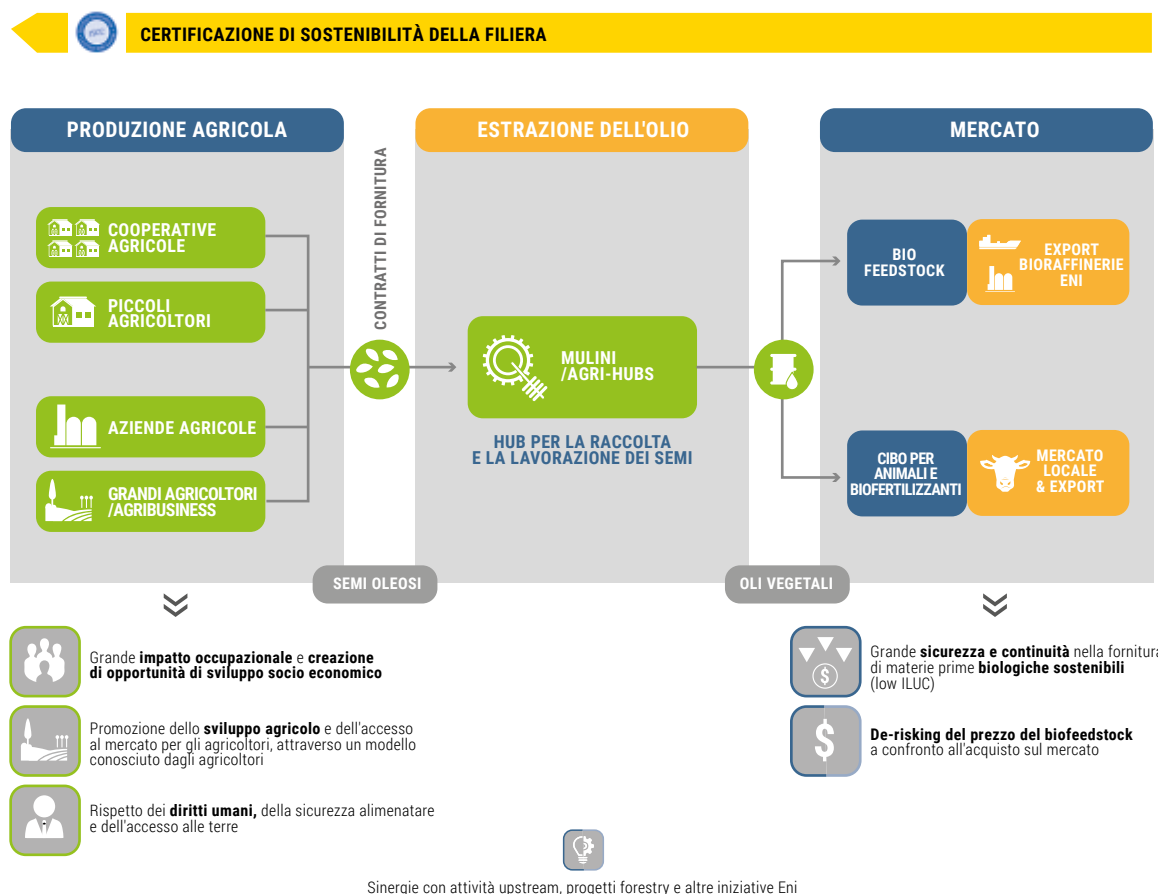 CERTIFICAZIONE DI SOSTENIBILITÀ DELLA FILIERA
PRODUZIONE AGRICOLA
COOPERATIVE
AGRICOLE
PICCOLI
AGRICOLTORI
AZIENDE AGRICOLE
GRANDI AGRICOLTORI
/AGRIBUSINESS
CONTRATTI DI FORNITURA
SEMI OLEOSI
ESTRAZIONE DELL'OLIO
MULINI
/AGRI-HUBS
HUB PER LA RACCOLTA
E LA LAVORAZIONE DEI SEMI
OLI VEGETALI
MERCATO
BIO
FEEDSTOCK
EXPORT
BIORAFFINERIE
ENI
CIBO PER
ANIMALI E
BIOFERTILIZZANTI
MERCATO
LOCALE
& EXPORT
Grande impatto occupazionale e creazione
di opportunità di sviluppo socio economico
Promozione dello sviluppo agricolo e dell'accesso
al mercato per gli agricoltori, attraverso un modello
conosciuto dagli agricoltori
Rispetto dei diritti umani, della sicurezza alimenatare
e dell'accesso alle terre
Grande sicurezza e continuità nella fornitura
di materie prime biologiche sostenibili
(low ILUC)
$
$
De-risking del prezzo del biofeedstock
a confronto all'acquisto sul mercato
Sinergie con attività upstream, progetti forestry e altre iniziative Eni